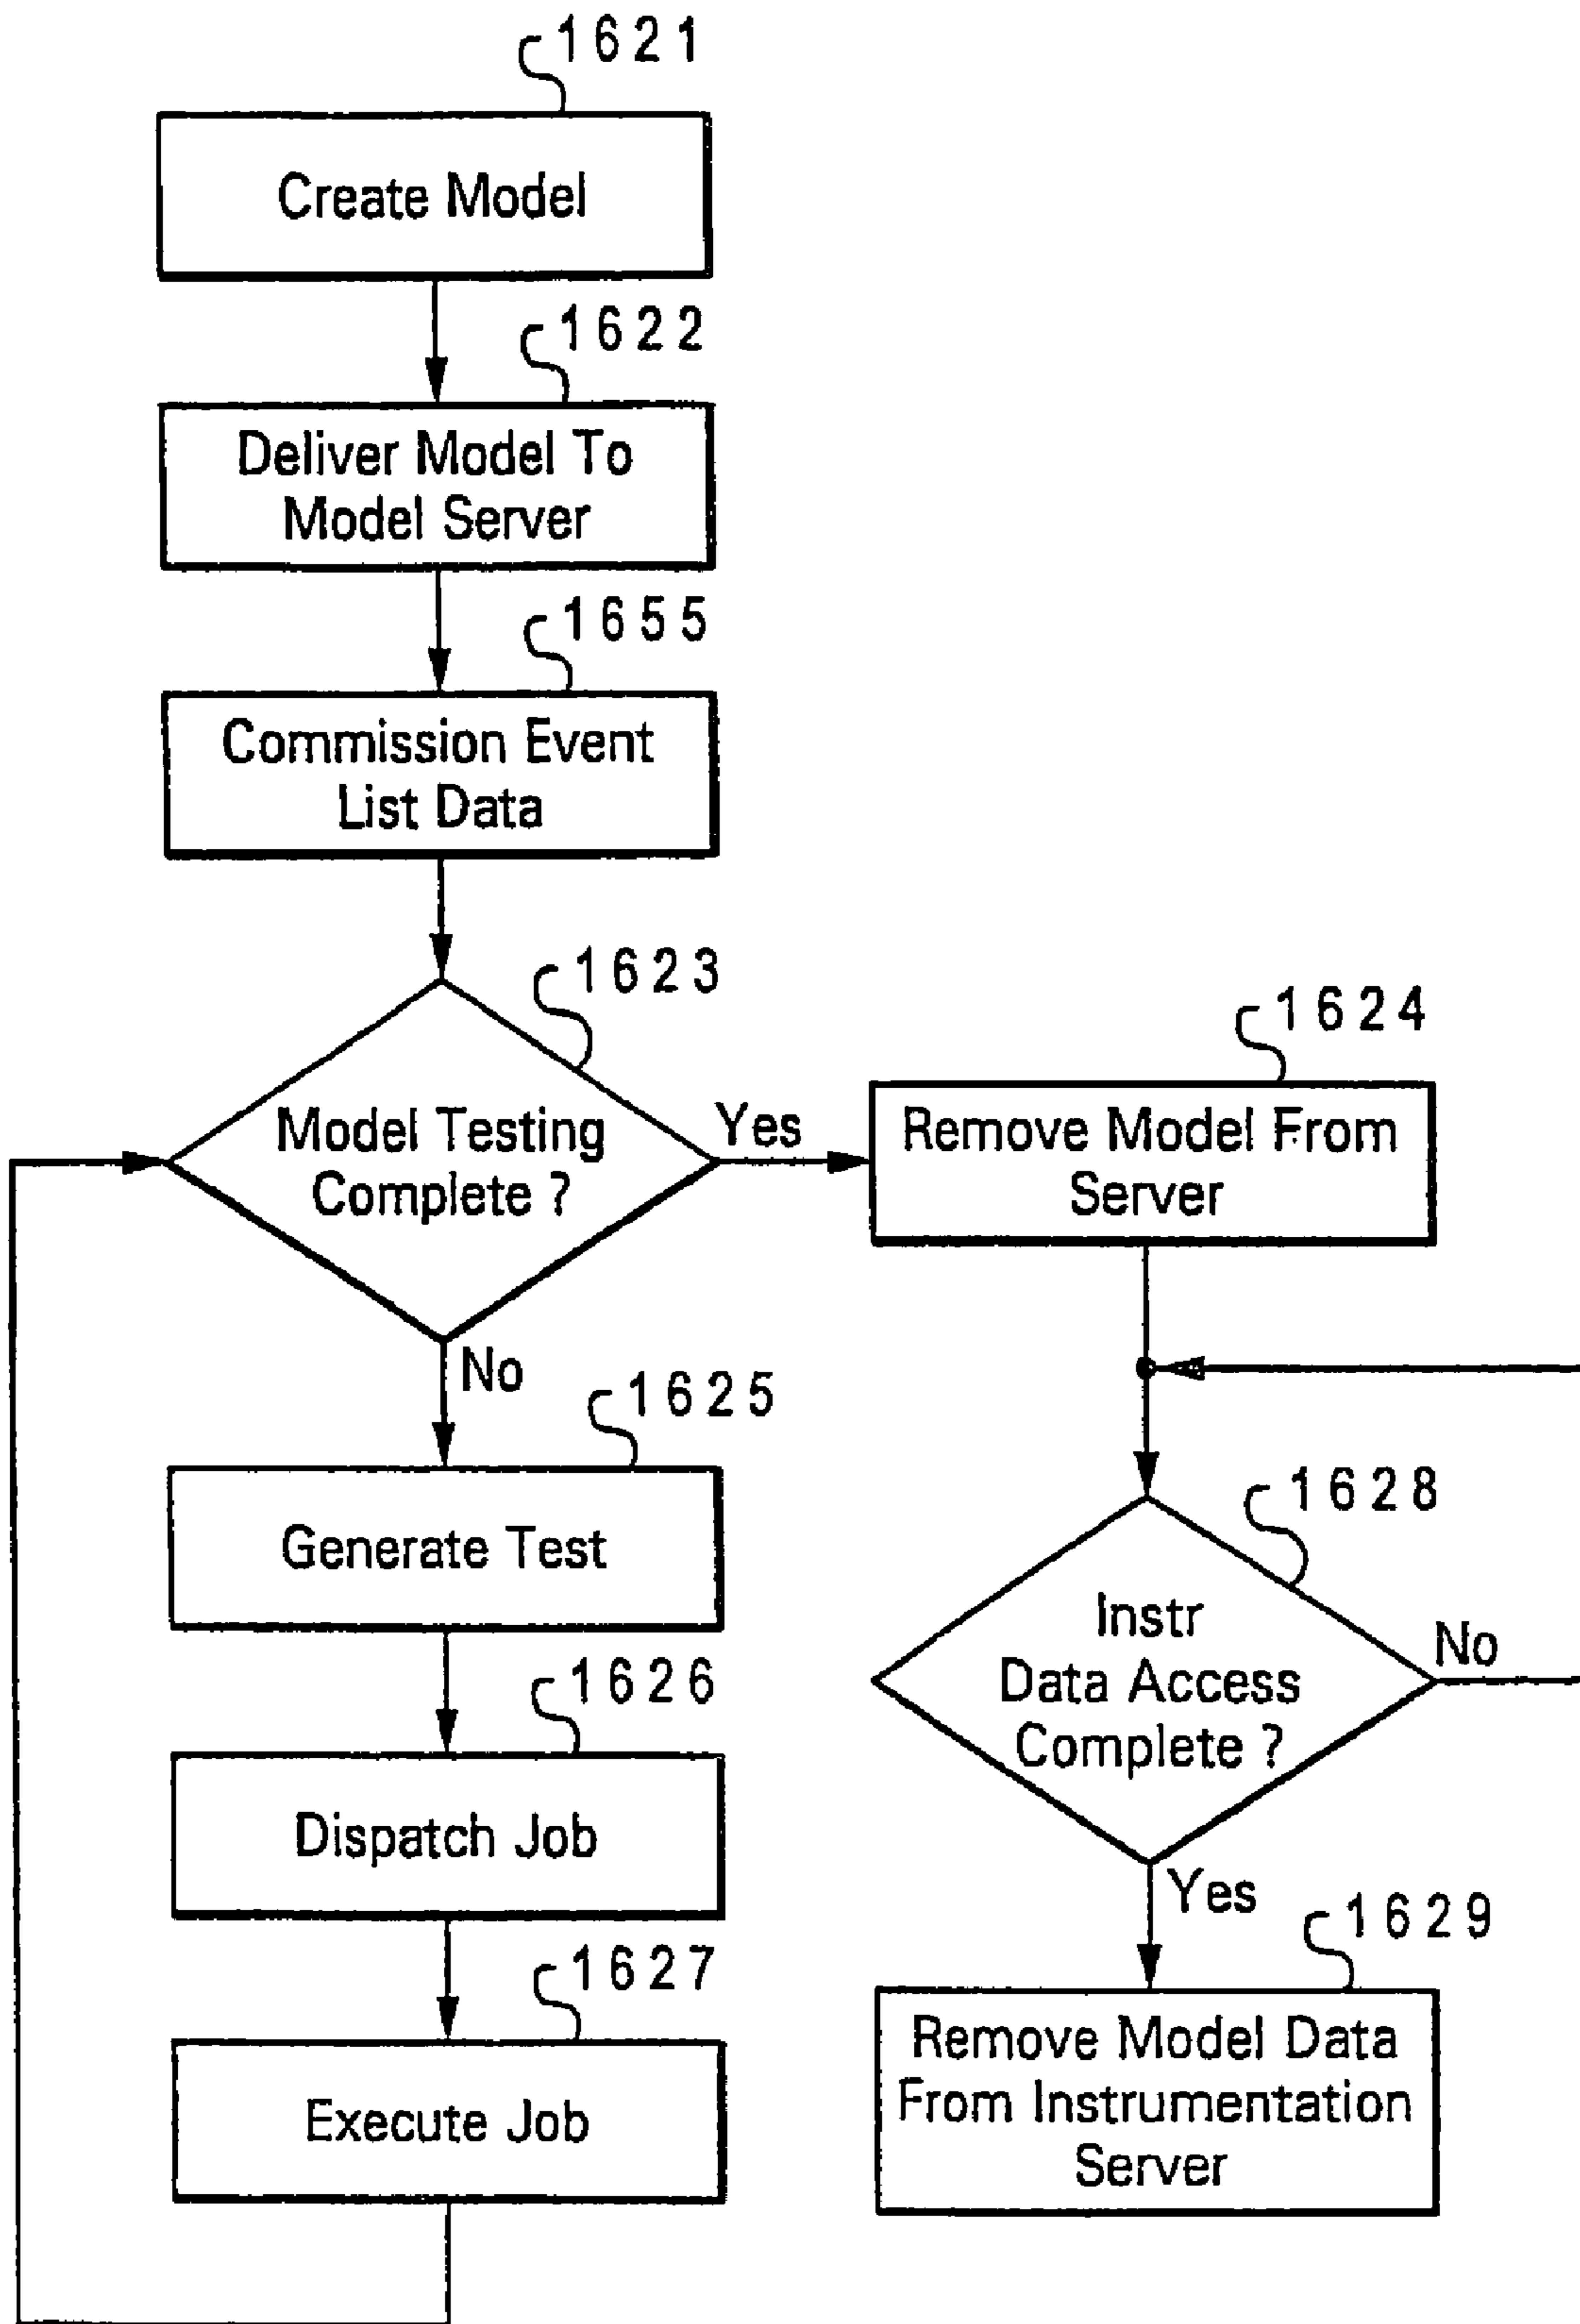 1621
Create Model
1622
Deliver Model To
Model Server
1655
Commission Event
List Data
1623
Model Testing
Complete ?
Yes
No
1624
Remove Model From
Server
1625
Generate Test
1626
Dispatch Job
1627
Execute Job
1628
Instr
Data Access
Complete ?
No
Yes
1629
Remove Model Data
From Instrumentation
Server